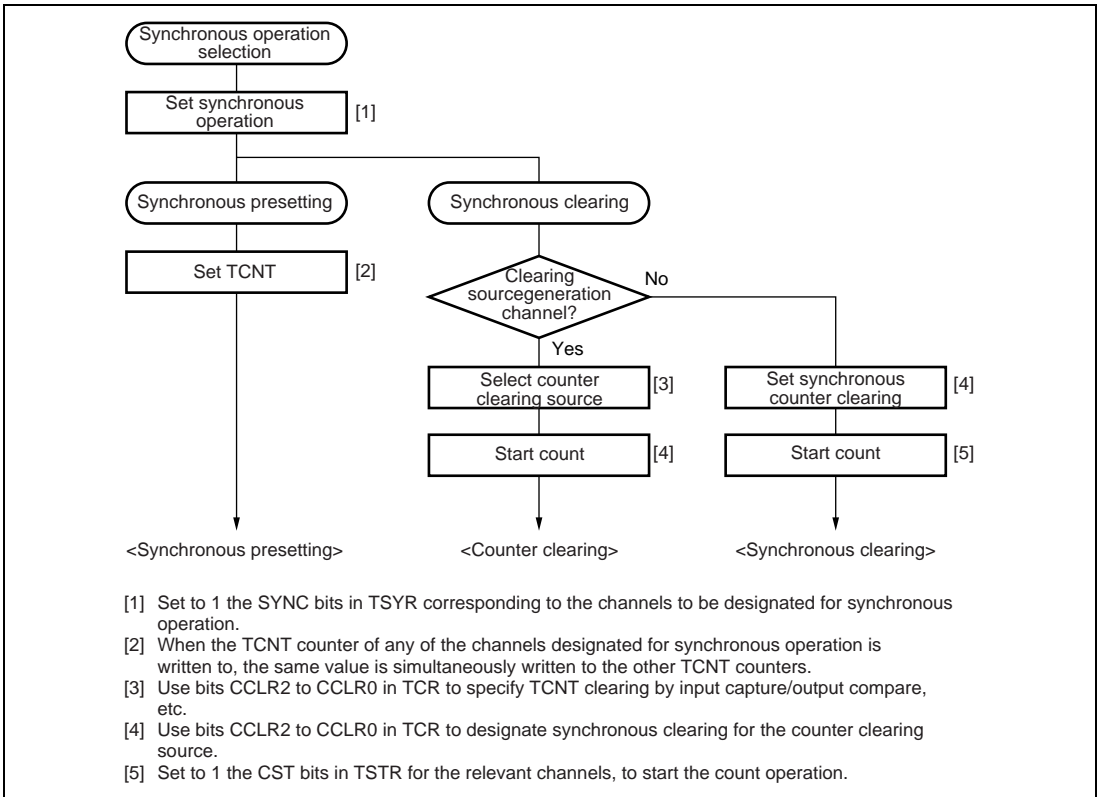 Synchronous operation
selection
Set synchronous
operation
[1]
Synchronous presetting
Synchronous clearing
Set TCNT
[2]
Clearing
sourcegeneration
channel?
No
Yes
Select counter
clearing source
[3]
Set synchronous
counter clearing
[4]
Start count
[4]
Start count
[5]
<Synchronous presetting>
<Counter clearing>
<Synchronous clearing>
[1] Set to 1 the SYNC bits in TSYR corresponding to the channels to be designated for synchronous
operation.
[2] When the TCNT counter of any of the channels designated for synchronous operation is
written to, the same value is simultaneously written to the other TCNT counters.
[3] Use bits CCLR2 to CCLR0 in TCR to specify TCNT clearing by input capture/output compare,
etc.
[4] Use bits CCLR2 to CCLR0 in TCR to designate synchronous clearing for the counter clearing
source.
[5] Set to 1 the CST bits in TSTR for the relevant channels, to start the count operation.